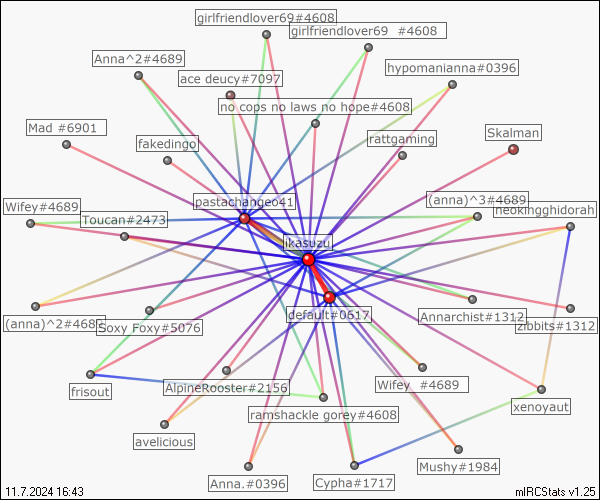 girlfriendlover69#4608
girlfriendlover69 #4608
Anna^2#4689
ace deucy#7097
hypomanianna#0396
no cops no laws no hope#4608
Mad #6901
fakedingo
rattgaming
Skalman
pastachangeo41
Wifey#4689
Toucan#2473
(anna)^3#4689
neokingghidorah
ikasuzu
(anna)^2#4689
Soxy Foxy#5076
default#0617
Annarchist#1312
zibbits#1312
frisout
AlpineRooster#2156
Wifey #4689
ramshackle gorey#4608
xenoyaut
avelicious
Anna.#0396
Cypha#1717
Mushy#1984
11.7.2024 16:43
mIRCStats v1.25